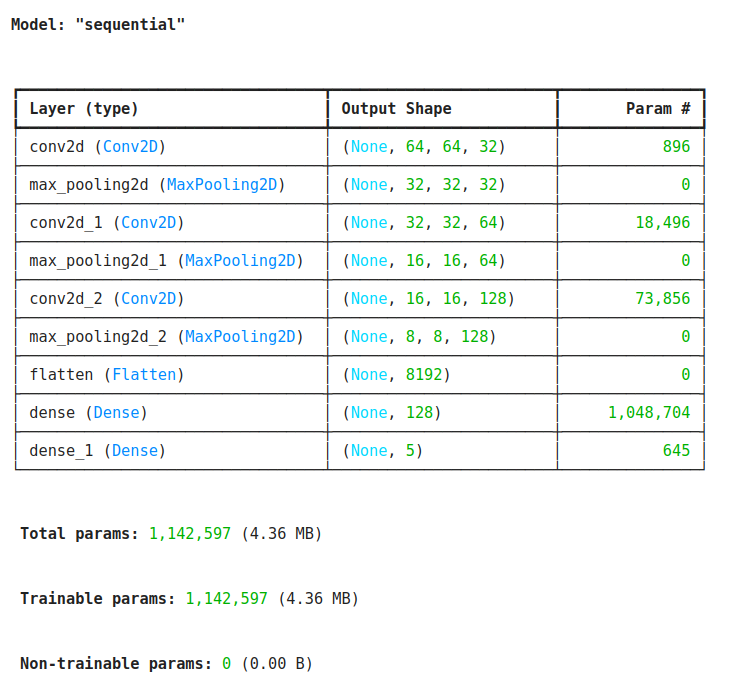 Model: "sequential"
Layer (type) Output Shape Param #
conv2d (Conv2D) (None, 64, 64, 32) 896
max_pooling2d (MaxPooling2D) (None, 32, 32, 32) 0
conv2d_1 (Conv2D) (None, 32, 32, 64) 18,496
max_pooling2d_1 (MaxPooling2D) (None, 16, 16, 64) 0
conv2d_2 (Conv2D) (None, 16, 16, 128) 73,856
max_pooling2d_2 (MaxPooling2D) (None, 8, 8, 128) 0
flatten (Flatten) (None, 8192) 0
dense (Dense) (None, 128) 1,048,704
dense_1 (Dense) (None, 5) 645
Total params: 1,142,597 (4.36 MB)
Trainable params: 1,142,597 (4.36 MB)
Non-trainable params: 0 (0.00 B)